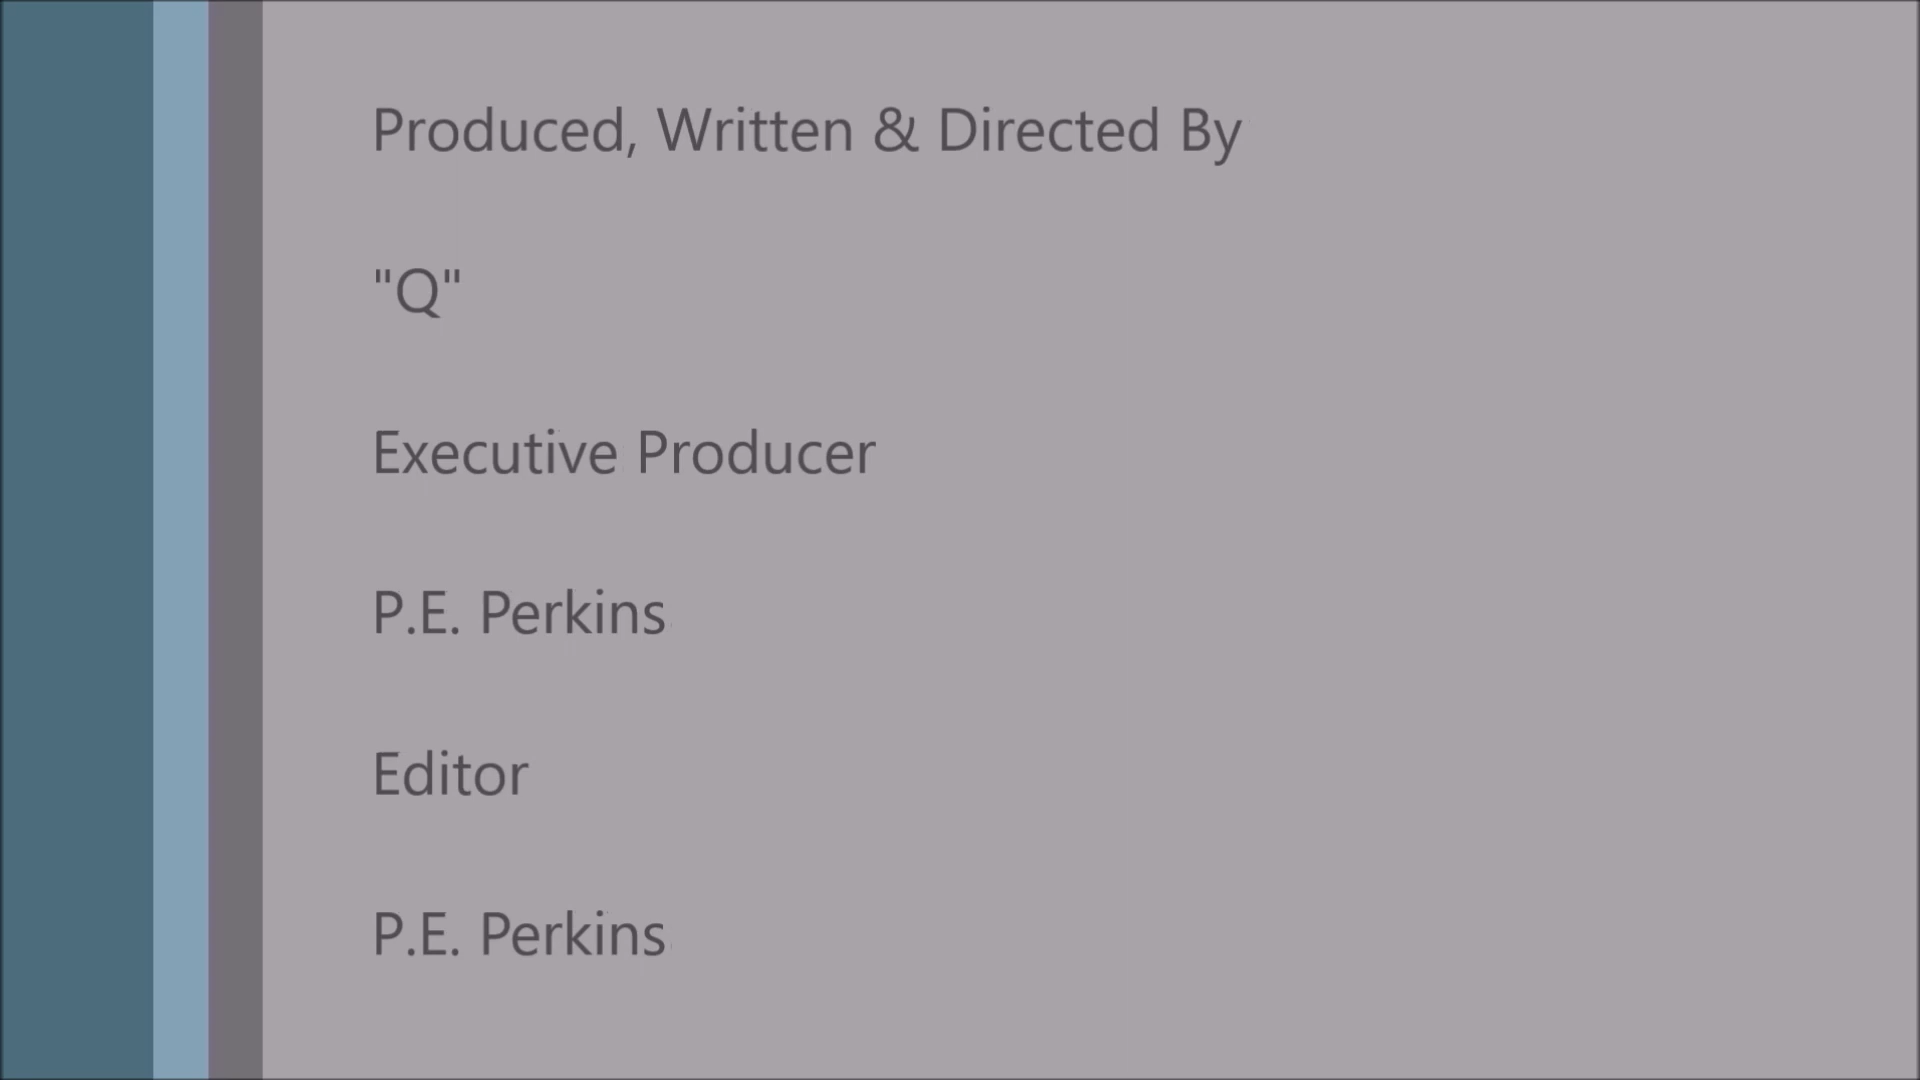 Produced, Written & Directed By
"Q"
Executive Producer
P.E. Perkins
Editor
P.E. Perkins